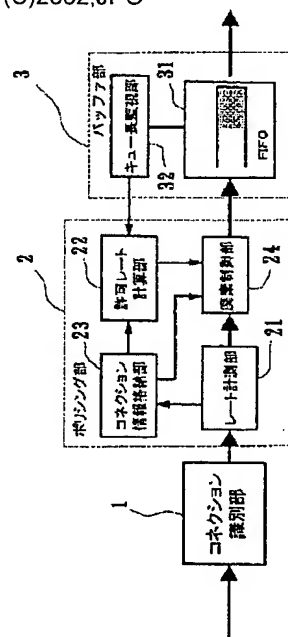 (C)2002,JPO
3
バッファ部
キュー長監視部
32
31
FIFO
2
ポリシング部
23
コネクション
情報格納部
22
許可レート
計算部
24
廃棄制御部
21
レート計測部
1
コネクション
識別部